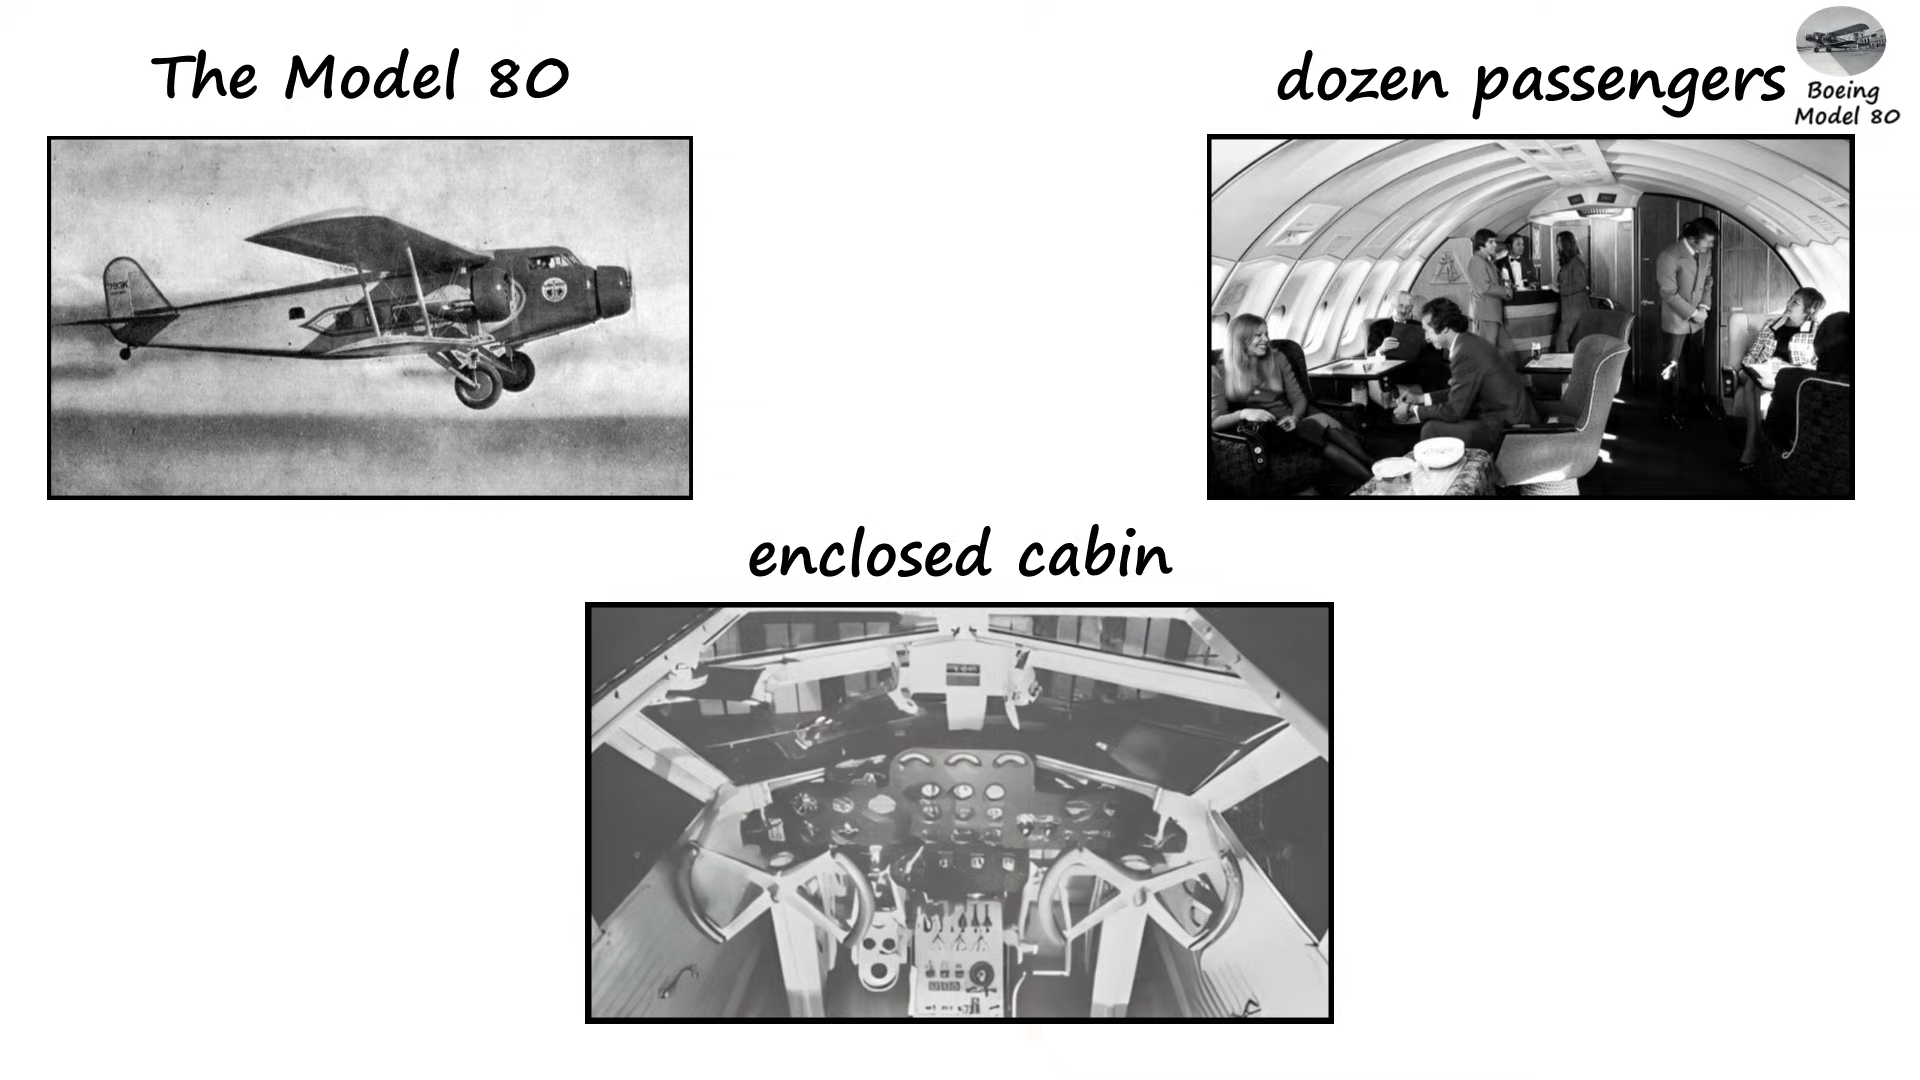 The Model 80
dozen passengers
Boeing
Model 80
enclosed cabin